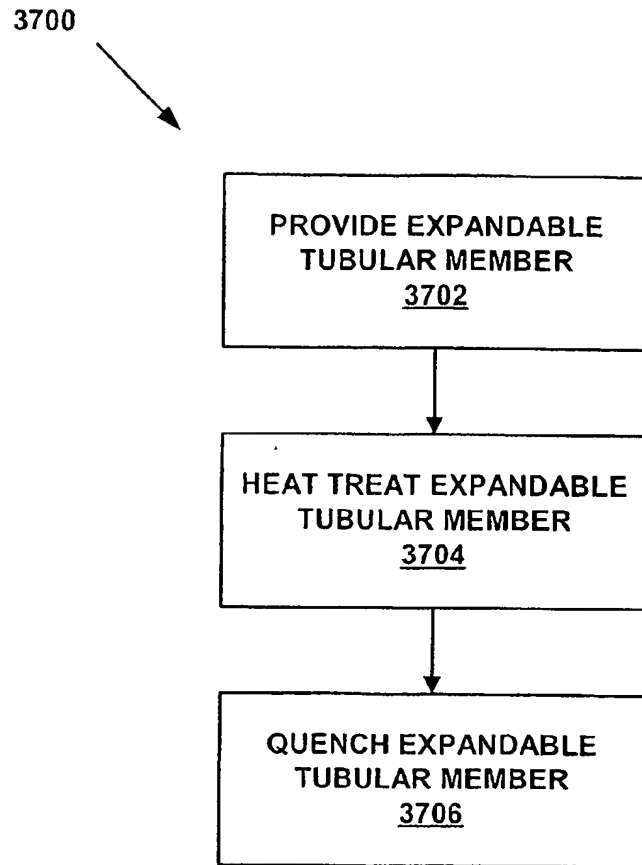 3700
PROVIDE EXPANDABLE
TUBULAR MEMBER
3702
HEAT TREAT EXPANDABLE
TUBULAR MEMBER
3704
QUENCH EXPANDABLE
TUBULAR MEMBER
3706